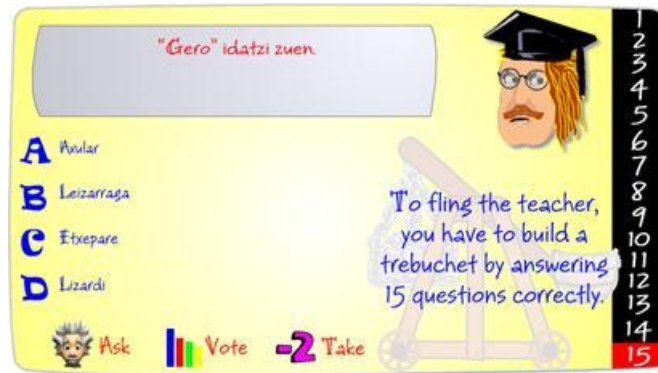 "Gero" idatzi zuen.
A Axular
B Leizarraga
C Etxepare
D Lizardi
To fling the teacher,
you have to build a
trebuchet by answering
15 questions correctly.
Ask Vote -2 Take
1
2
3
4
5
6
7
8
9
10
11
12
13
14
15